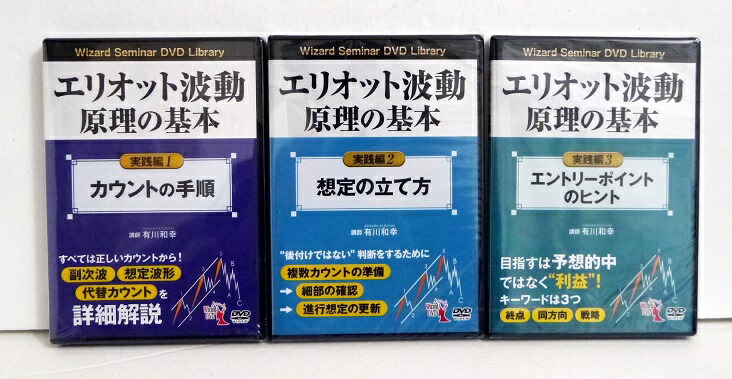 Wizard Seminar DVD Library
エリオット波動
原理の基本
実践編1
カウントの手順
講師 有川和幸
すべては正しいカウントから!
副次波 想定波形
代替カウントを
詳細解説
DVD
Wizard Seminar DVD Library
エリオット波動
原理の基本
実践編2
想定の立て方
講師 有川和幸
"後付けではない"判断をするために
複数カウントの準備
→ 細部の確認
→ 進行想定の更新
DVD
Wizard Seminar DVD Library
エリオット波動
原理の基本
実践編3
エントリーポイント
のヒント
講師 有川和幸
目指すは予想的中
ではなく"利益"!
キーワードは3つ
終点 同方向 戦略
DVD